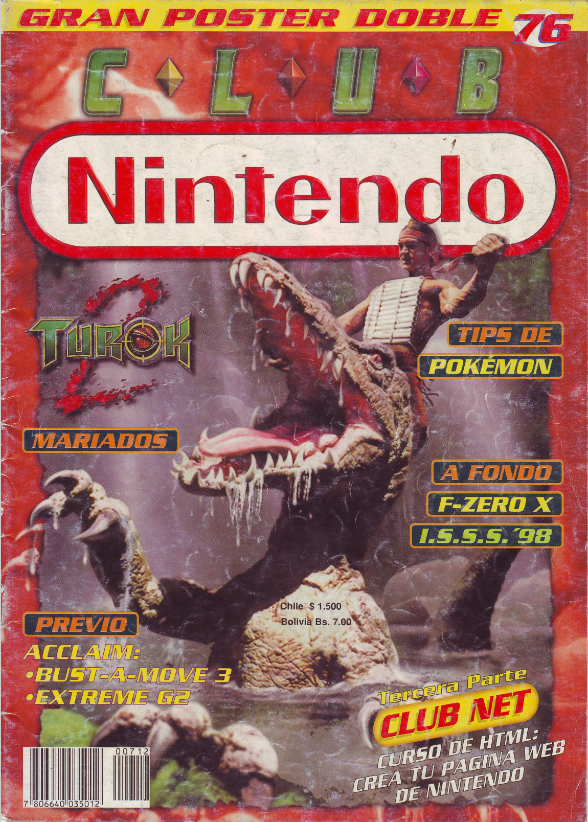 GRAN POSTER DOBLE 76
CLUB
Nintendo
TUROK
2
TIPS DE
POKÉMON
MARIADOS
A FONDO
F-ZERO X
I.S.S.S.'98
Chile $ 1.500
Bolivia Bs. 7.00
PREVIO
ACCLAIM:
•BUST-A-MOVE 3
•EXTREME G2
Tercera Parte
CLUB NET
CURSO DE HTML:
CREA TU PÁGINA WEB
DE NINTENDO
00712
7 806640 035012